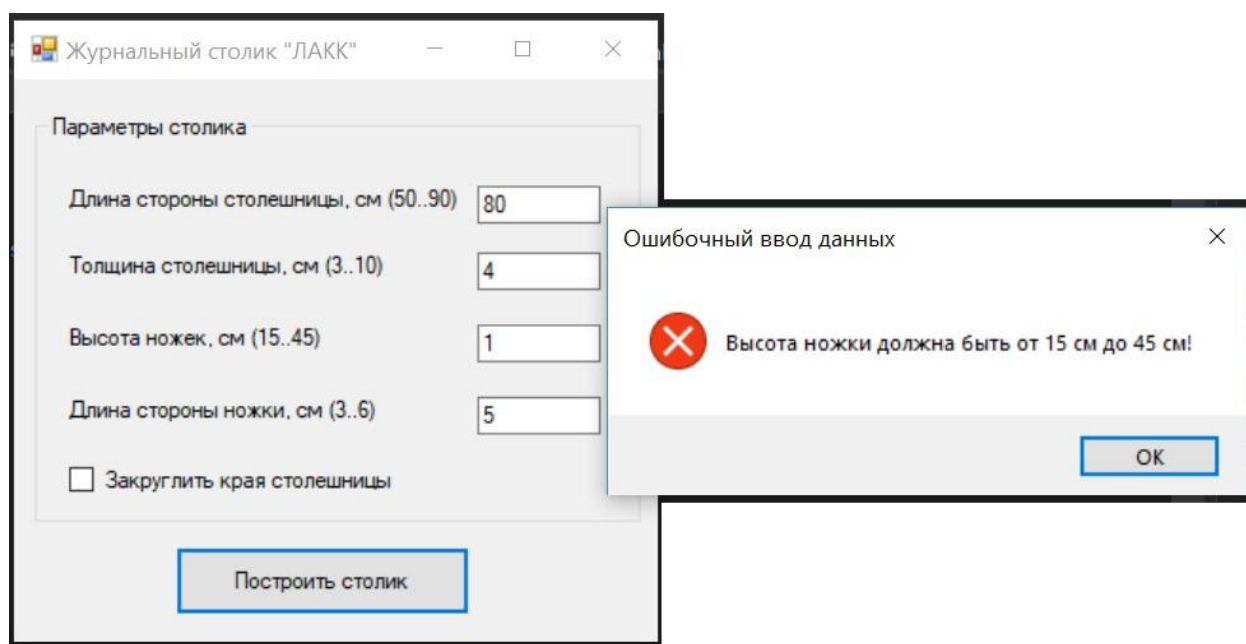 Журнальный столик "ЛАКК"
Параметры столика
Длина стороны столешницы, см (50..90) 80
Толщина столешницы, см (3..10) 4
Высота ножек, см (15..45) 1
Длина стороны ножки, см (3..6) 5
Закруглить края столешницы
Построить столик
Ошибочный ввод данных
Высота ножки должна быть от 15 см до 45 см!
ОК